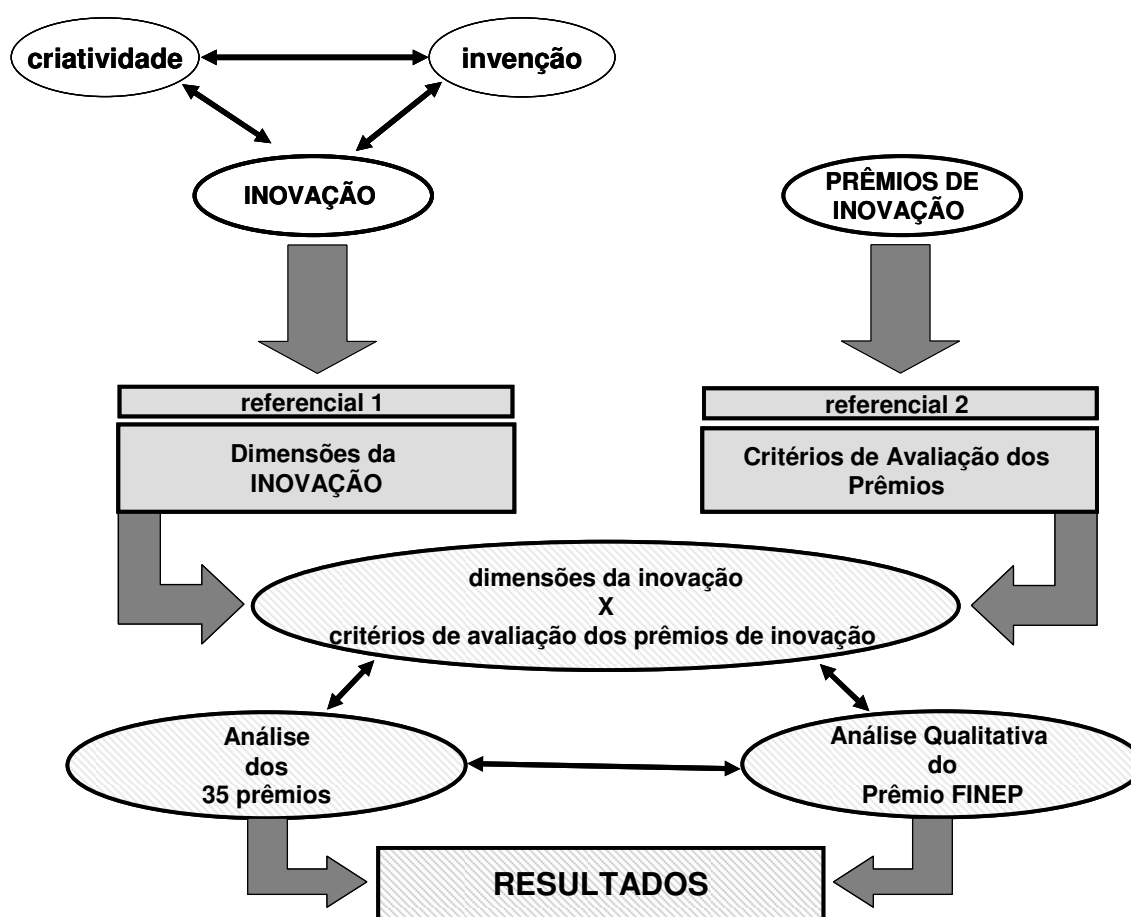 criatividade
invenção
INOVAÇÃO
PRÊMIOS DE
INOVAÇÃO
referencial 1
Dimensões da
INOVAÇÃO
referencial 2
Critérios de Avaliação dos
Prêmios
dimensões da inovação
X
critérios de avaliação dos prêmios de inovação
Análise
dos
35 prêmios
Análise Qualitativa
do
Prêmio FINEP
RESULTADOS